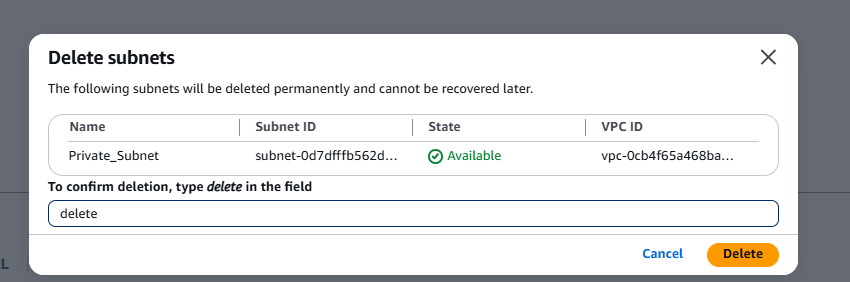 Delete subnets
The following subnets will be deleted permanently and cannot be recovered later.
Name Subnet ID State VPC ID
Private_Subnet subnet-0d7dfffb562d... Available vpc-0cb4f65a468ba...
To confirm deletion, type delete in the field
delete
Cancel Delete
L